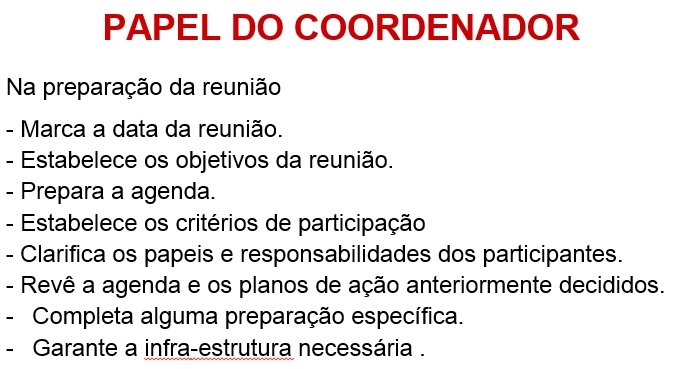 PAPEL DO COORDENADOR
Na preparação da reunião
- Marca a data da reunião.
- Estabelece os objetivos da reunião.
- Prepara a agenda.
- Estabelece os critérios de participação
- Clarifica os papeis e responsabilidades dos participantes.
- Revê a agenda e os planos de ação anteriormente decididos.
- Completa alguma preparação específica.
- Garante a infra-estrutura necessária .